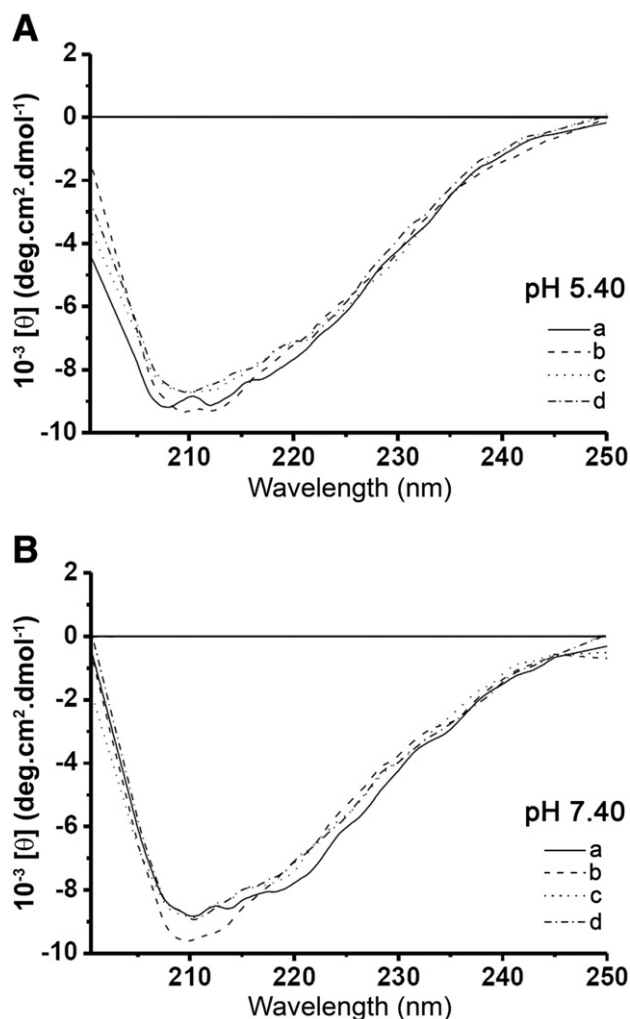 A
2
0
-2
-4
-6
-8
-10
10⁻³ [θ] (deg.cm².dmol⁻¹)
pH 5.40
a
b
c
d
210 220 230 240 250
Wavelength (nm)
B
2
0
-2
-4
-6
-8
-10
10⁻³ [θ] (deg.cm².dmol⁻¹)
pH 7.40
a
b
c
d
210 220 230 240 250
Wavelength (nm)